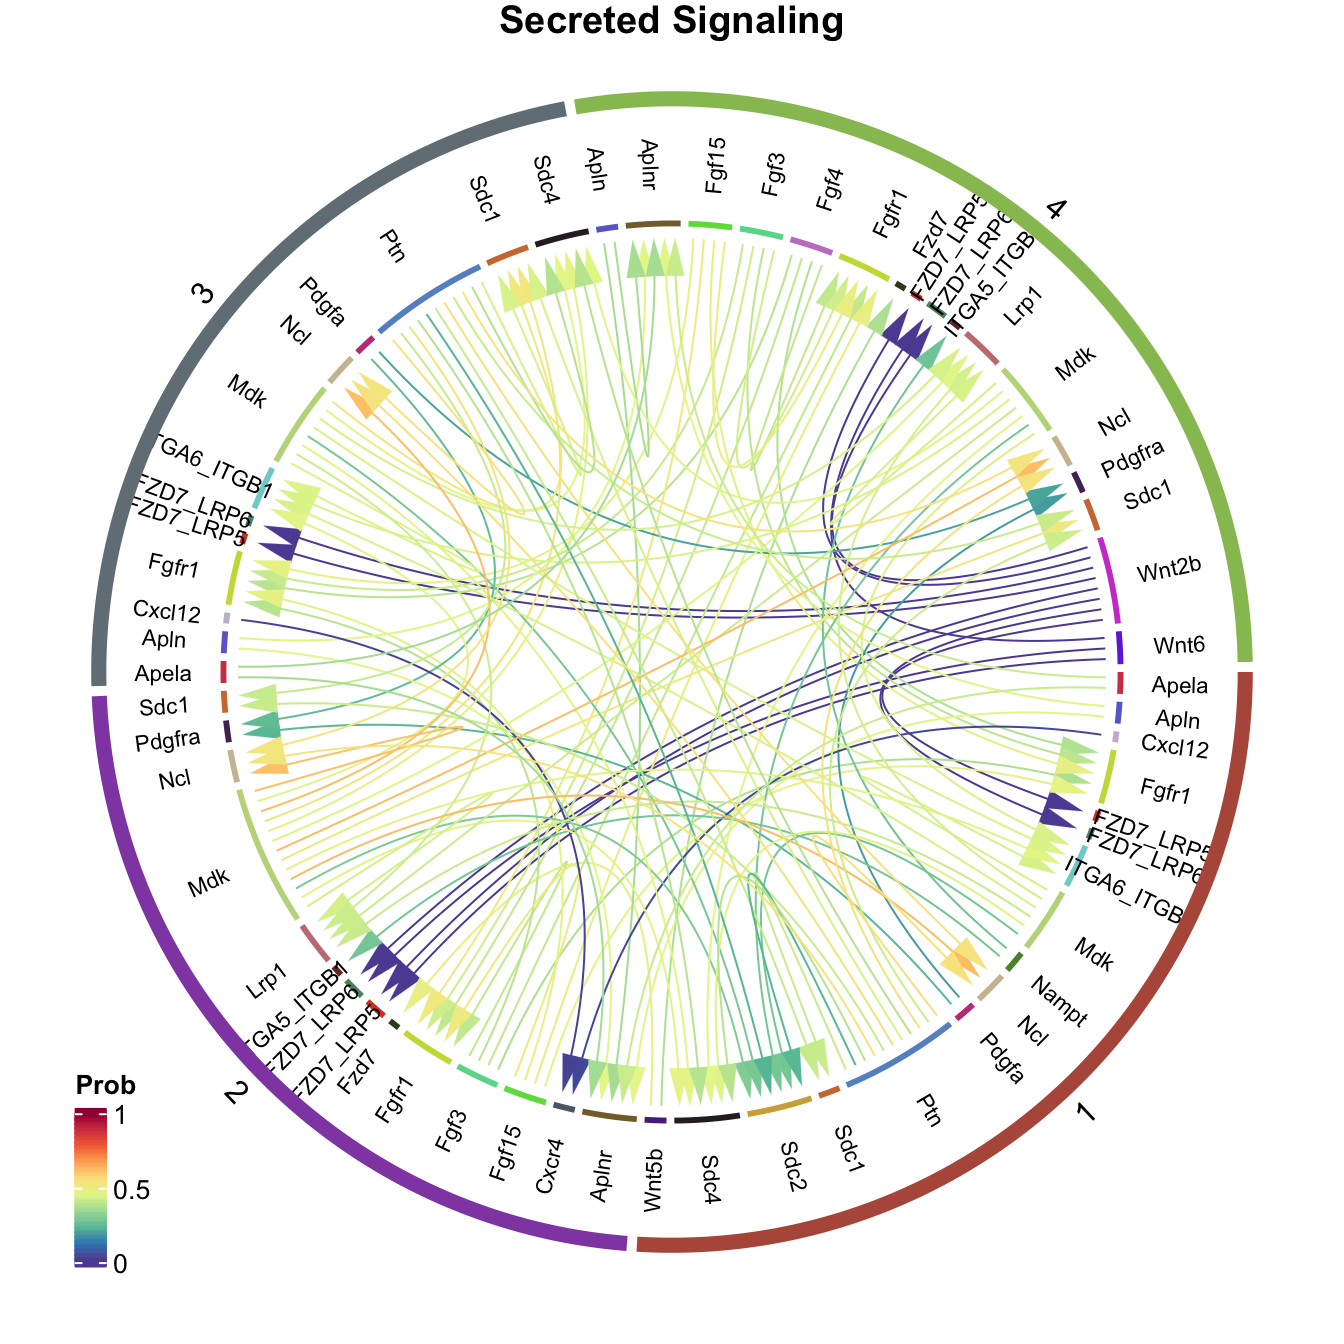 Secreted Signaling
3
Sdc1
Sdc4
Apln
Aplnr
Fgf15
Fgf3
Fgf4
Fgfr1
Fzd7
FZD7_LRP5
FZD7_LRP6
ITGA5_ITGB
4
Lrp1
Mdk
Ncl
Pdgfra
Sdc1
Wnt2b
Wnt6
Apela
Apln
Cxcl12
Fgfr1
FZD7_LRP5
FZD7_LRP6
ITGA6_ITGB
Mdk
Nampt
Ncl
Pdgfa
1
Ptn
Sdc1
Sdc2
Sdc4
Wnt5b
Aplnr
Cxcr4
Fgf15
Fgf3
Fgfr1
Fzd7
FZD7_LRP5
FZD7_LRP6
TGA5_ITGB1
2
Lrp1
Mdk
Ncl
Pdgfra
Sdc1
Apela
Apln
Cxcl12
Fgfr1
FZD7_LRP5
FZD7_LRP6
TGA6_ITGB1
Mdk
Ncl
Pdgfa
Ptn
Prob
1
0.5
0